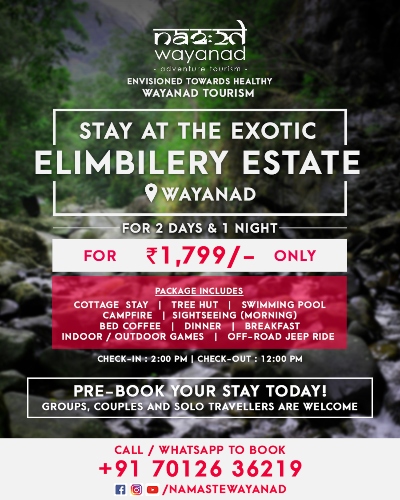 wayanad
- adventure tourism -
ENVISIONED TOWARDS HEALTHY
WAYANAD TOURISM
STAY AT THE EXOTIC
ELIMBILERY ESTATE
WAYANAD
FOR 2 DAYS & 1 NIGHT
FOR ₹1,799/- ONLY
PACKAGE INCLUDES
COTTAGE STAY | TREE HUT | SWIMMING POOL
CAMPFIRE | SIGHTSEEING (MORNING)
BED COFFEE | DINNER | BREAKFAST
INDOOR / OUTDOOR GAMES | OFF-ROAD JEEP RIDE
CHECK-IN : 2:00 PM | CHECK-OUT : 12:00 PM
PRE-BOOK YOUR STAY TODAY!
GROUPS, COUPLES AND SOLO TRAVELLERS ARE WELCOME
CALL / WHATSAPP TO BOOK
+91 70126 36219
/NAMASTEWAYANAD